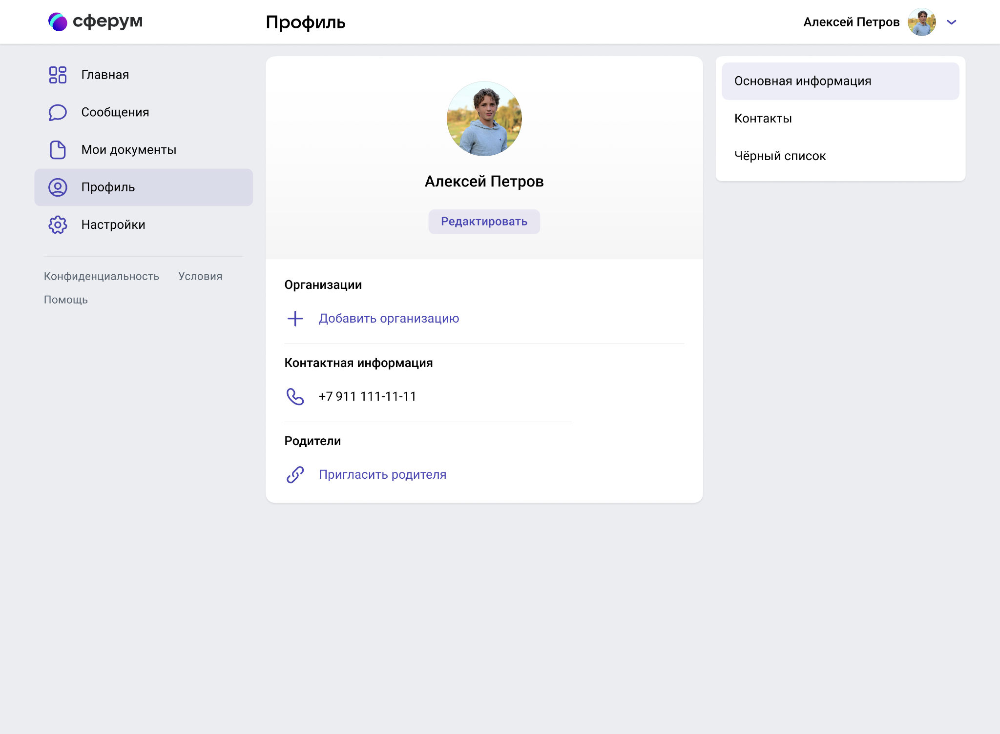 сферум
Профиль
Алексей Петров
Главная
Сообщения
Мои документы
Профиль
Настройки
Конфиденциальность Условия
Помощь
Алексей Петров
Редактировать
Организации
Добавить организацию
Контактная информация
+7 911 111-11-11
Родители
Пригласить родителя
Основная информация
Контакты
Чёрный список